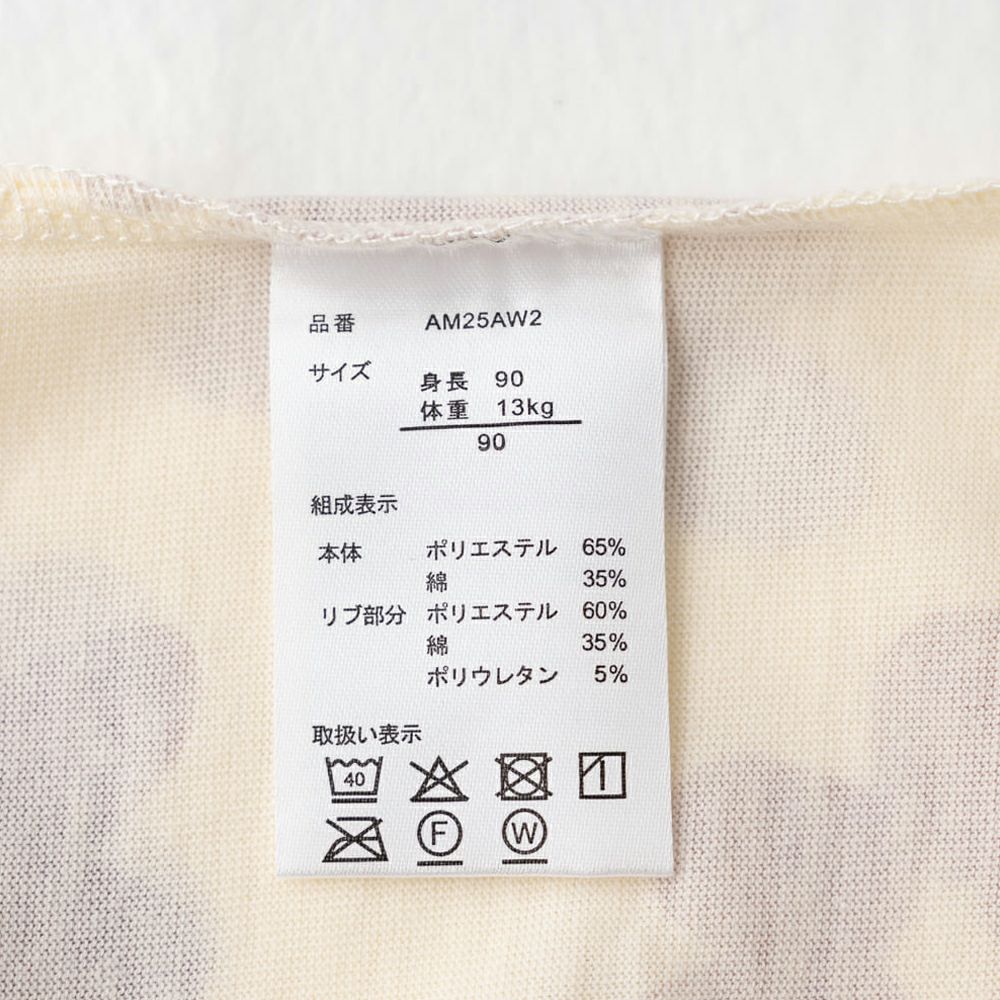 品番 AM25AW2
サイズ 身長 90
体重 13kg
90
組成表示
本体 ポリエステル 65%
綿 35%
リブ部分 ポリエステル 60%
綿 35%
ポリウレタン 5%
取扱い表示
40
F W